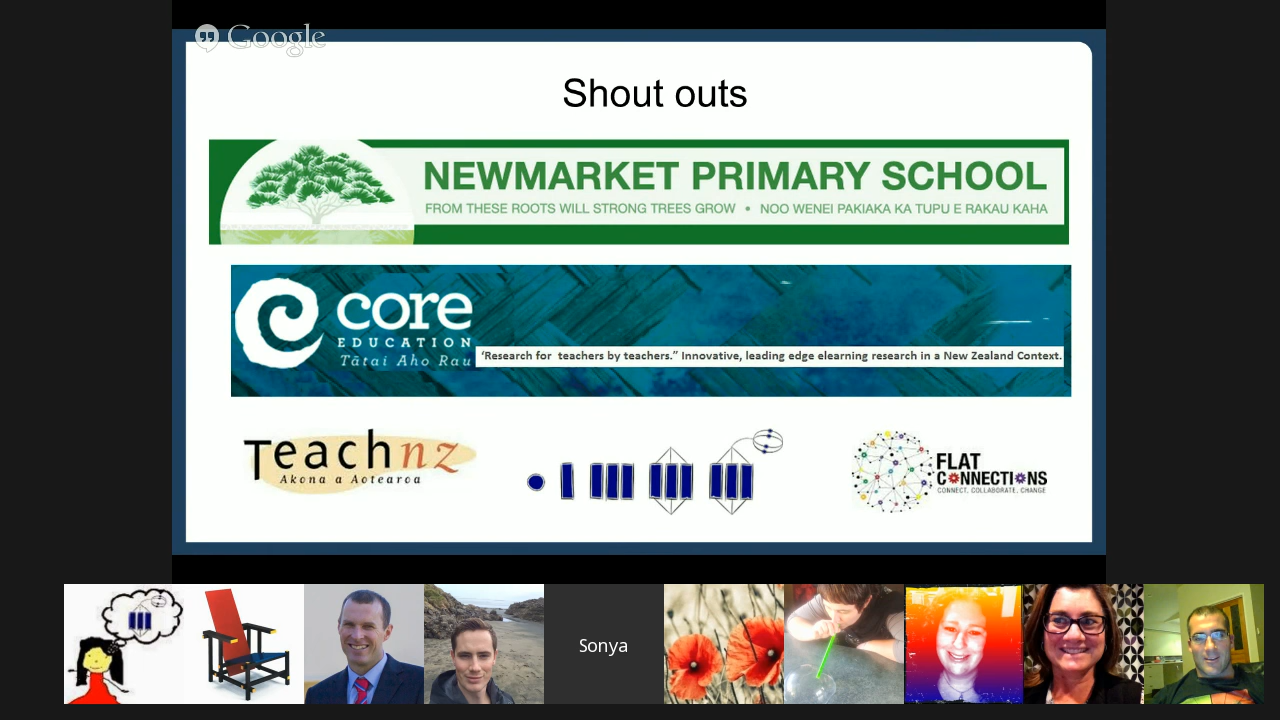 Google
Shout outs
NEWMARKET PRIMARY SCHOOL
FROM THESE ROOTS WILL STRONG TREES GROW • NOO WENEI PAKIAKA KA TUPU E RAKAU KAHA
core
EDUCATION
Tātai Aho Rau
‘Research for teachers by teachers.” Innovative, leading edge elearning research in a New Zealand Context.
Teachnz
Akona a Aotearoa
FLAT
CONNECTIONS
CONNECT, COLLABORATE, CHANGE
Sonya